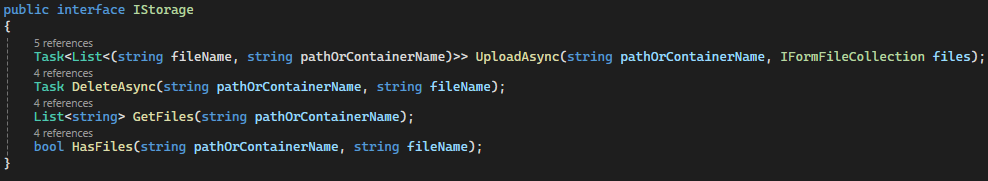 public interface IStorage
{
5 references
Task<List<(string fileName, string pathOrContainerName)>> UploadAsync(string pathOrContainerName, IFormFileCollection files);
4 references
Task DeleteAsync(string pathOrContainerName, string fileName);
4 references
List<string> GetFiles(string pathOrContainerName);
4 references
bool HasFiles(string pathOrContainerName, string fileName);
}